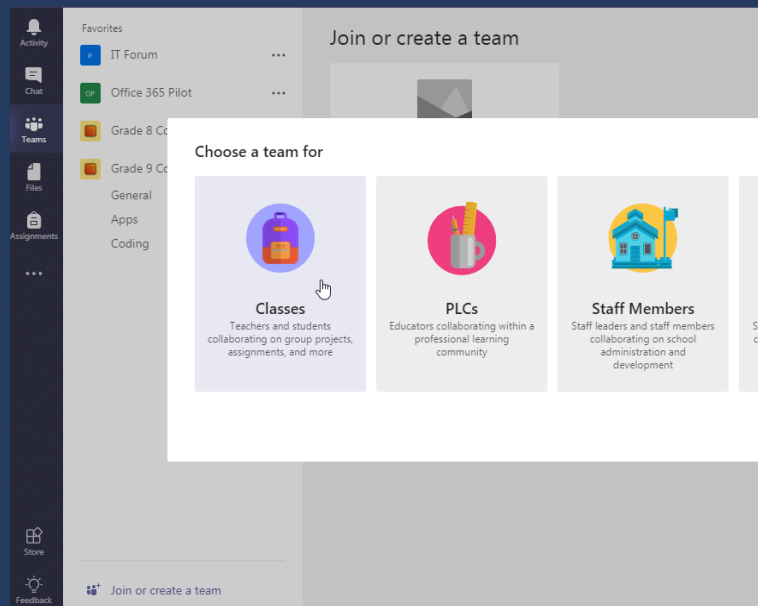 Activity
Chat
Teams
Files
Assignments
Store
Feedback
Favorites
IF IT Forum
OP Office 365 Pilot
Grade 8
Grade 9
General
Apps
Coding
Join or create a team
Join or create a team
Choose a team for
Classes
Teachers and students
collaborating on group projects,
assignments, and more
PLCs
Educators collaborating within a
professional learning
community
Staff Members
Staff leaders and staff members
collaborating on school
administration and
development